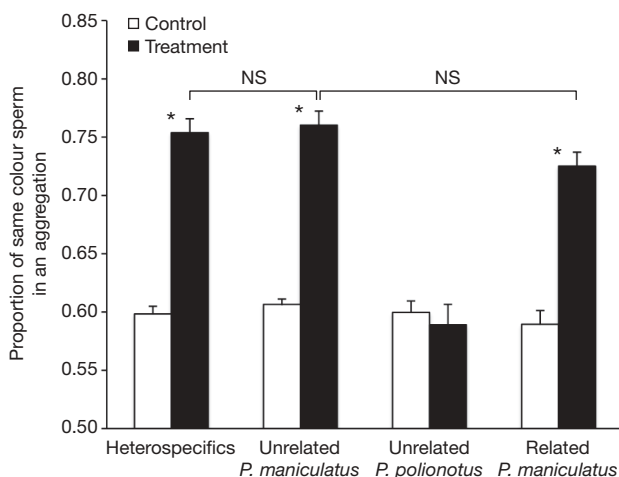 Proportion of same colour sperm
in an aggregation
0.85
0.80
0.75
0.70
0.65
0.60
0.55
0.50
Control
Treatment
NS
NS
*
*
*
Heterospecifics
Unrelated
P. maniculatus
Unrelated
P. polionotus
Related
P. maniculatus